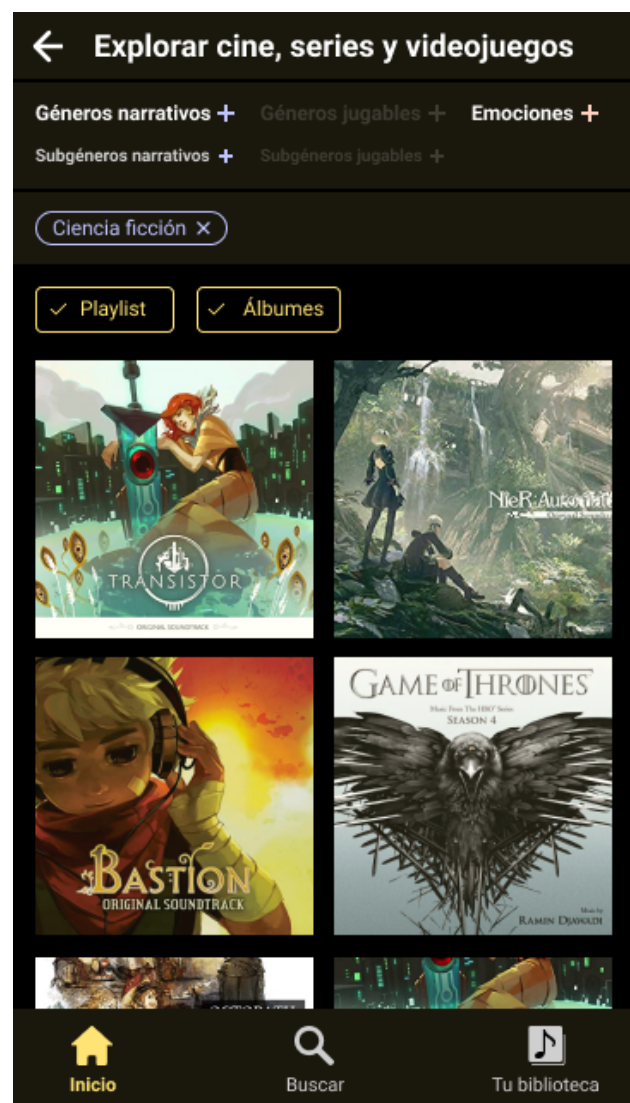 Explorar cine, series y videojuegos
Géneros narrativos + Géneros jugables + Emociones +
Subgéneros narrativos + Subgéneros jugables +
Ciencia ficción ×
Playlist Álbumes
TRANSISTOR
ORIGINAL SOUNDTRACK
NieR:Automat
BASTION
ORIGINAL SOUNDTRACK
GAME OF THRONES
Music From The HBO Series
SEASON 4
Music by
RAMIN DJAWADI
Inicio Buscar Tu biblioteca